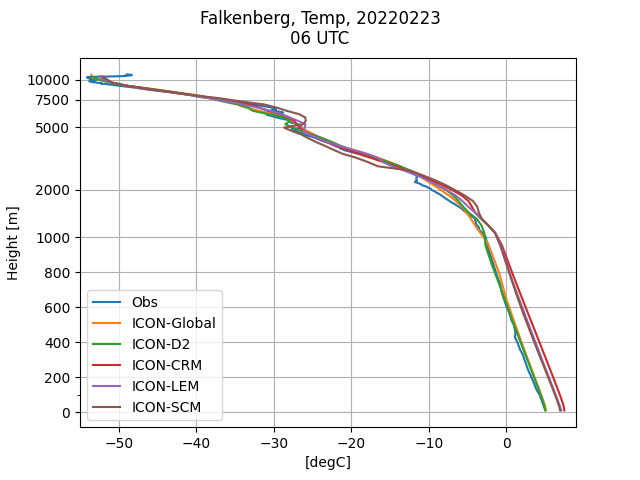 Falkenberg, Temp, 20220223
06 UTC
10000
7500
5000
2000
1000
800
600
400
200
0
Height [m]
Obs
ICON-Global
ICON-D2
ICON-CRM
ICON-LEM
ICON-SCM
−50 −40 −30 −20 −10 0
[degC]